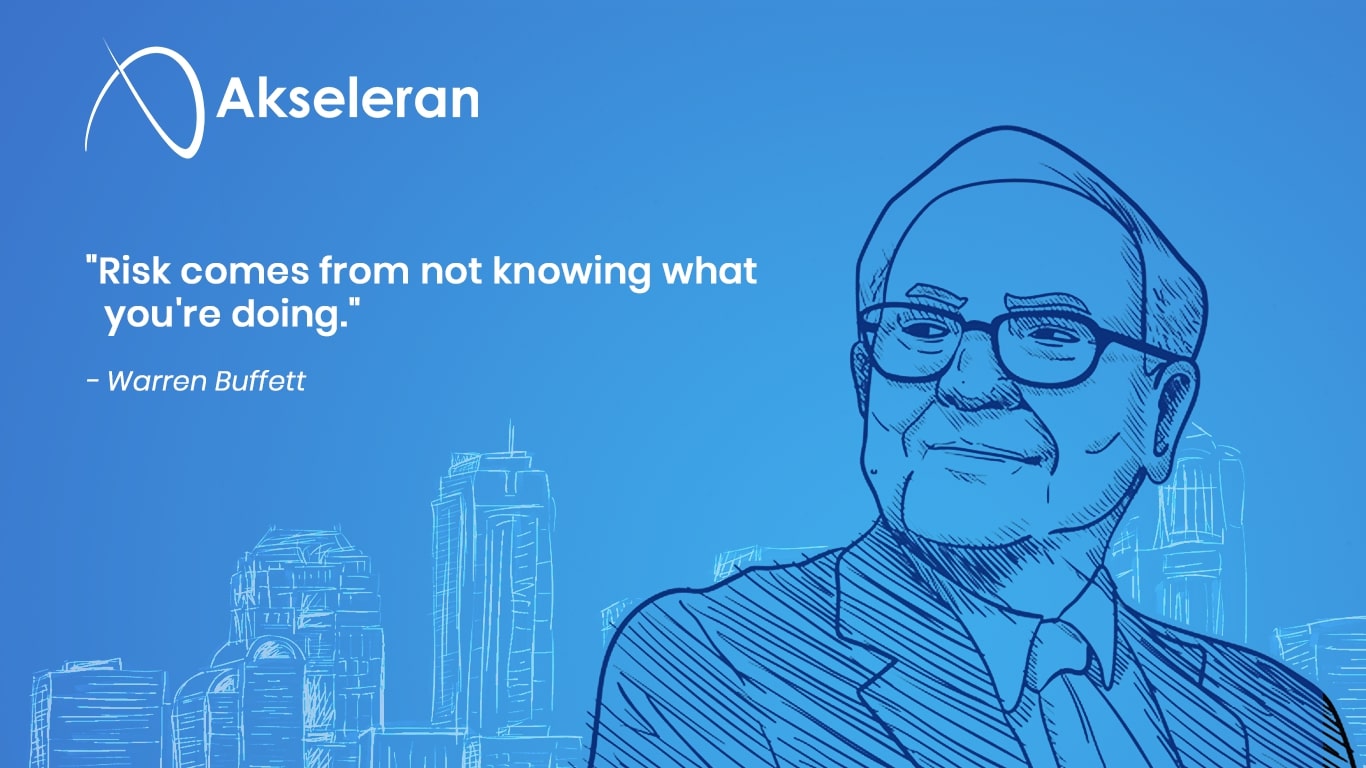 Akseleran
"Risk comes from not knowing what
you're doing."
- Warren Buffett